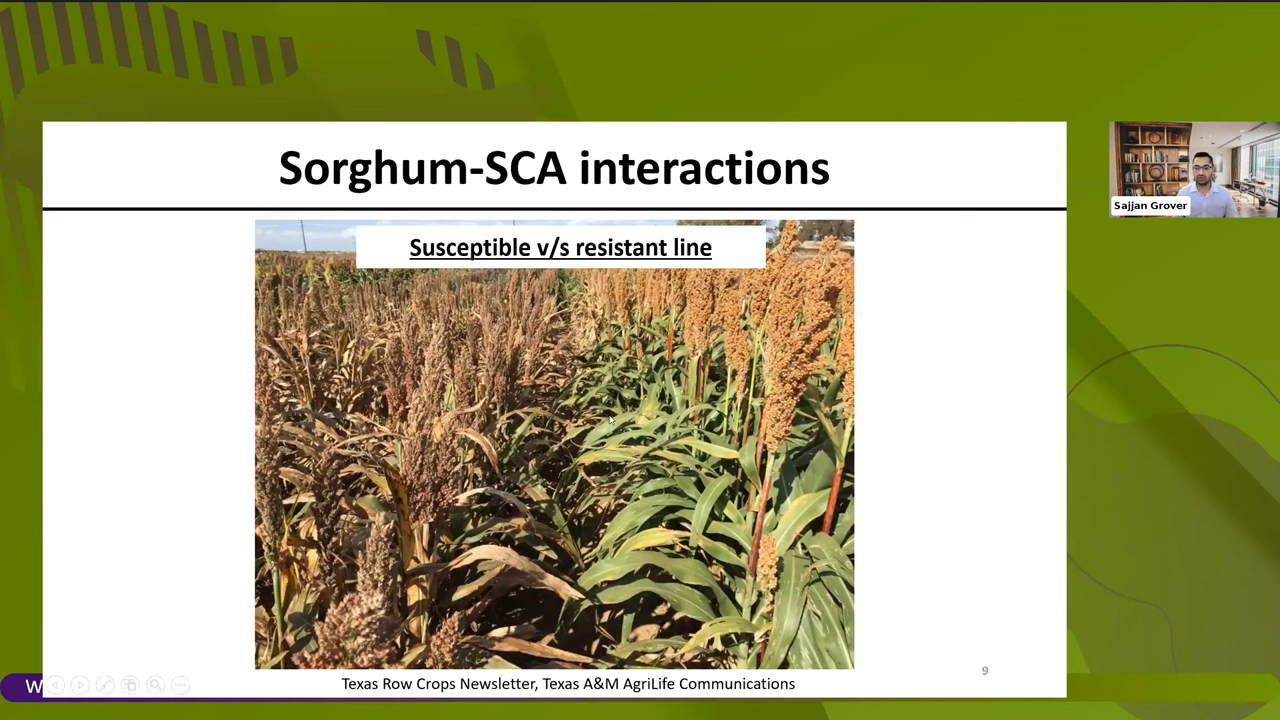 Sorghum-SCA interactions
Susceptible v/s resistant line
Sajjan Grover
9
Texas Row Crops Newsletter, Texas A&M AgriLife Communications
W